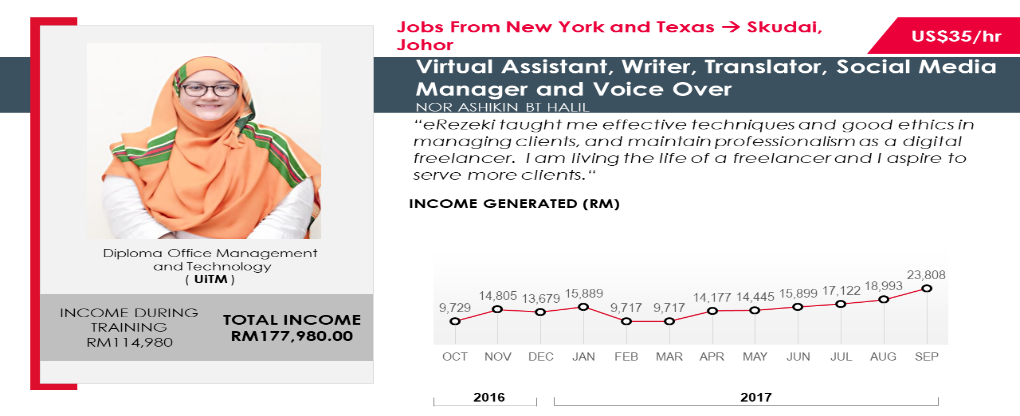 Jobs From New York and Texas → Skudai,
Johor
US$35/hr
Virtual Assistant, Writer, Translator, Social Media
Manager and Voice Over
NOR ASHIKIN BT HALIL
“eRezeki taught me effective techniques and good ethics in
managing clients, and maintain professionalism as a digital
freelancer. I am living the life of a freelancer and I aspire to
serve more clients.“
Diploma Office Management
and Technology
( UiTM )
INCOME DURING
TRAINING
RM114,980
TOTAL INCOME
RM177,980.00
INCOME GENERATED (RM)
9,729 14,805 13,679 15,889 9,717 9,717 14,177 14,445 15,899 17,122 18,993 23,808
OCT NOV DEC JAN FEB MAR APR MAY JUN JUL AUG SEP
2016 2017